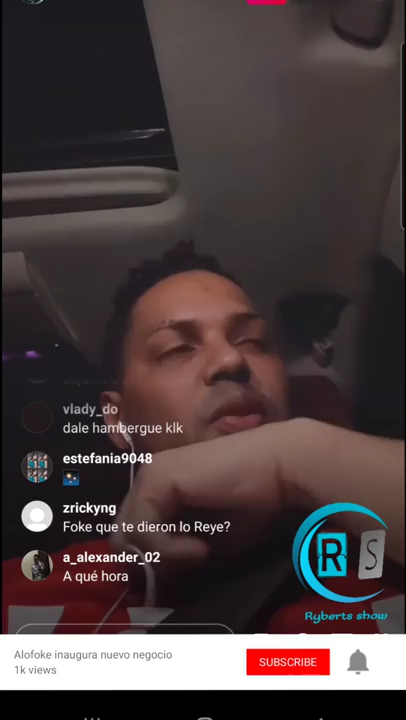 vlady_do
dale hambergue klk
estefania9048
zrickyng
Foke que te dieron lo Reye?
a_alexander_02
A qué hora
R S
Ryberts show
Alofoke inaugura nuevo negocio
1k views
SUBSCRIBE